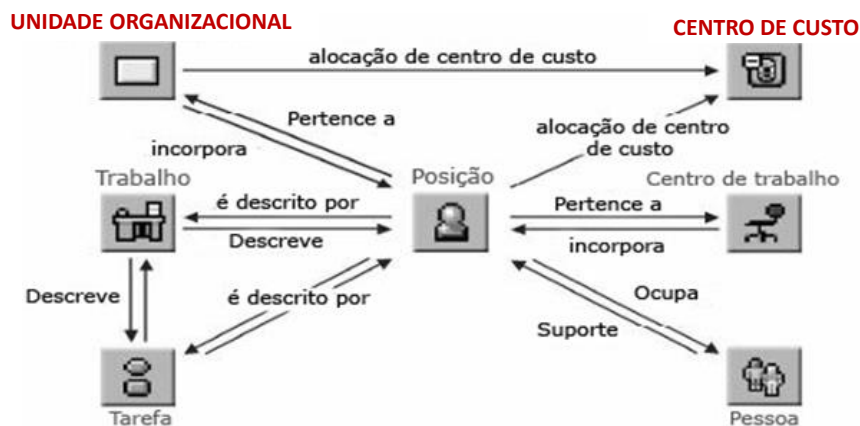 UNIDADE ORGANIZACIONAL
CENTRO DE CUSTO
alocação de centro de custo
Pertence a
alocação de centro
de custo
incorpora
Trabalho
Posição
Centro de trabalho
é descrito por
Pertence a
Descreve
incorpora
Descreve
é descrito por
Ocupa
Suporte
Tarefa
Pessoa